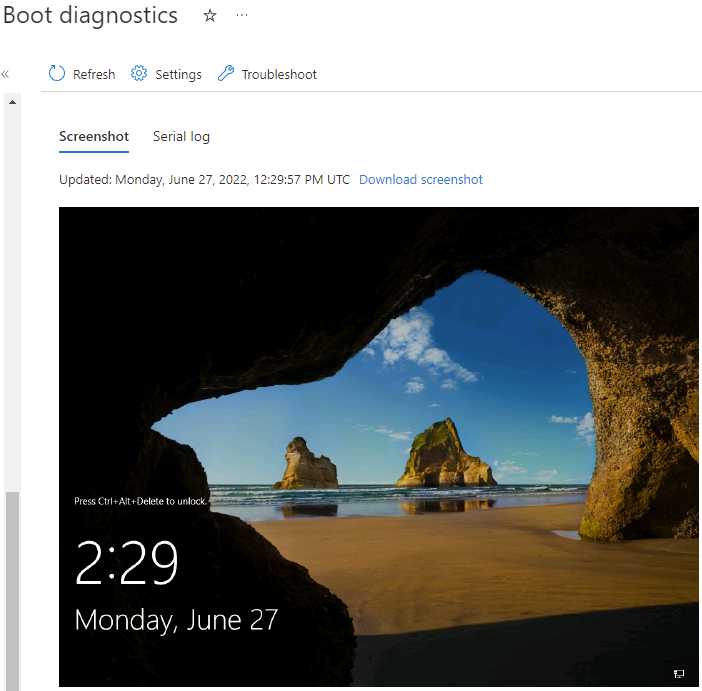 Boot diagnostics
Refresh Settings Troubleshoot
Screenshot Serial log
Updated: Monday, June 27, 2022, 12:29:57 PM UTC Download screenshot
Press Ctrl+Alt+Delete to unlock.
2:29
Monday, June 27